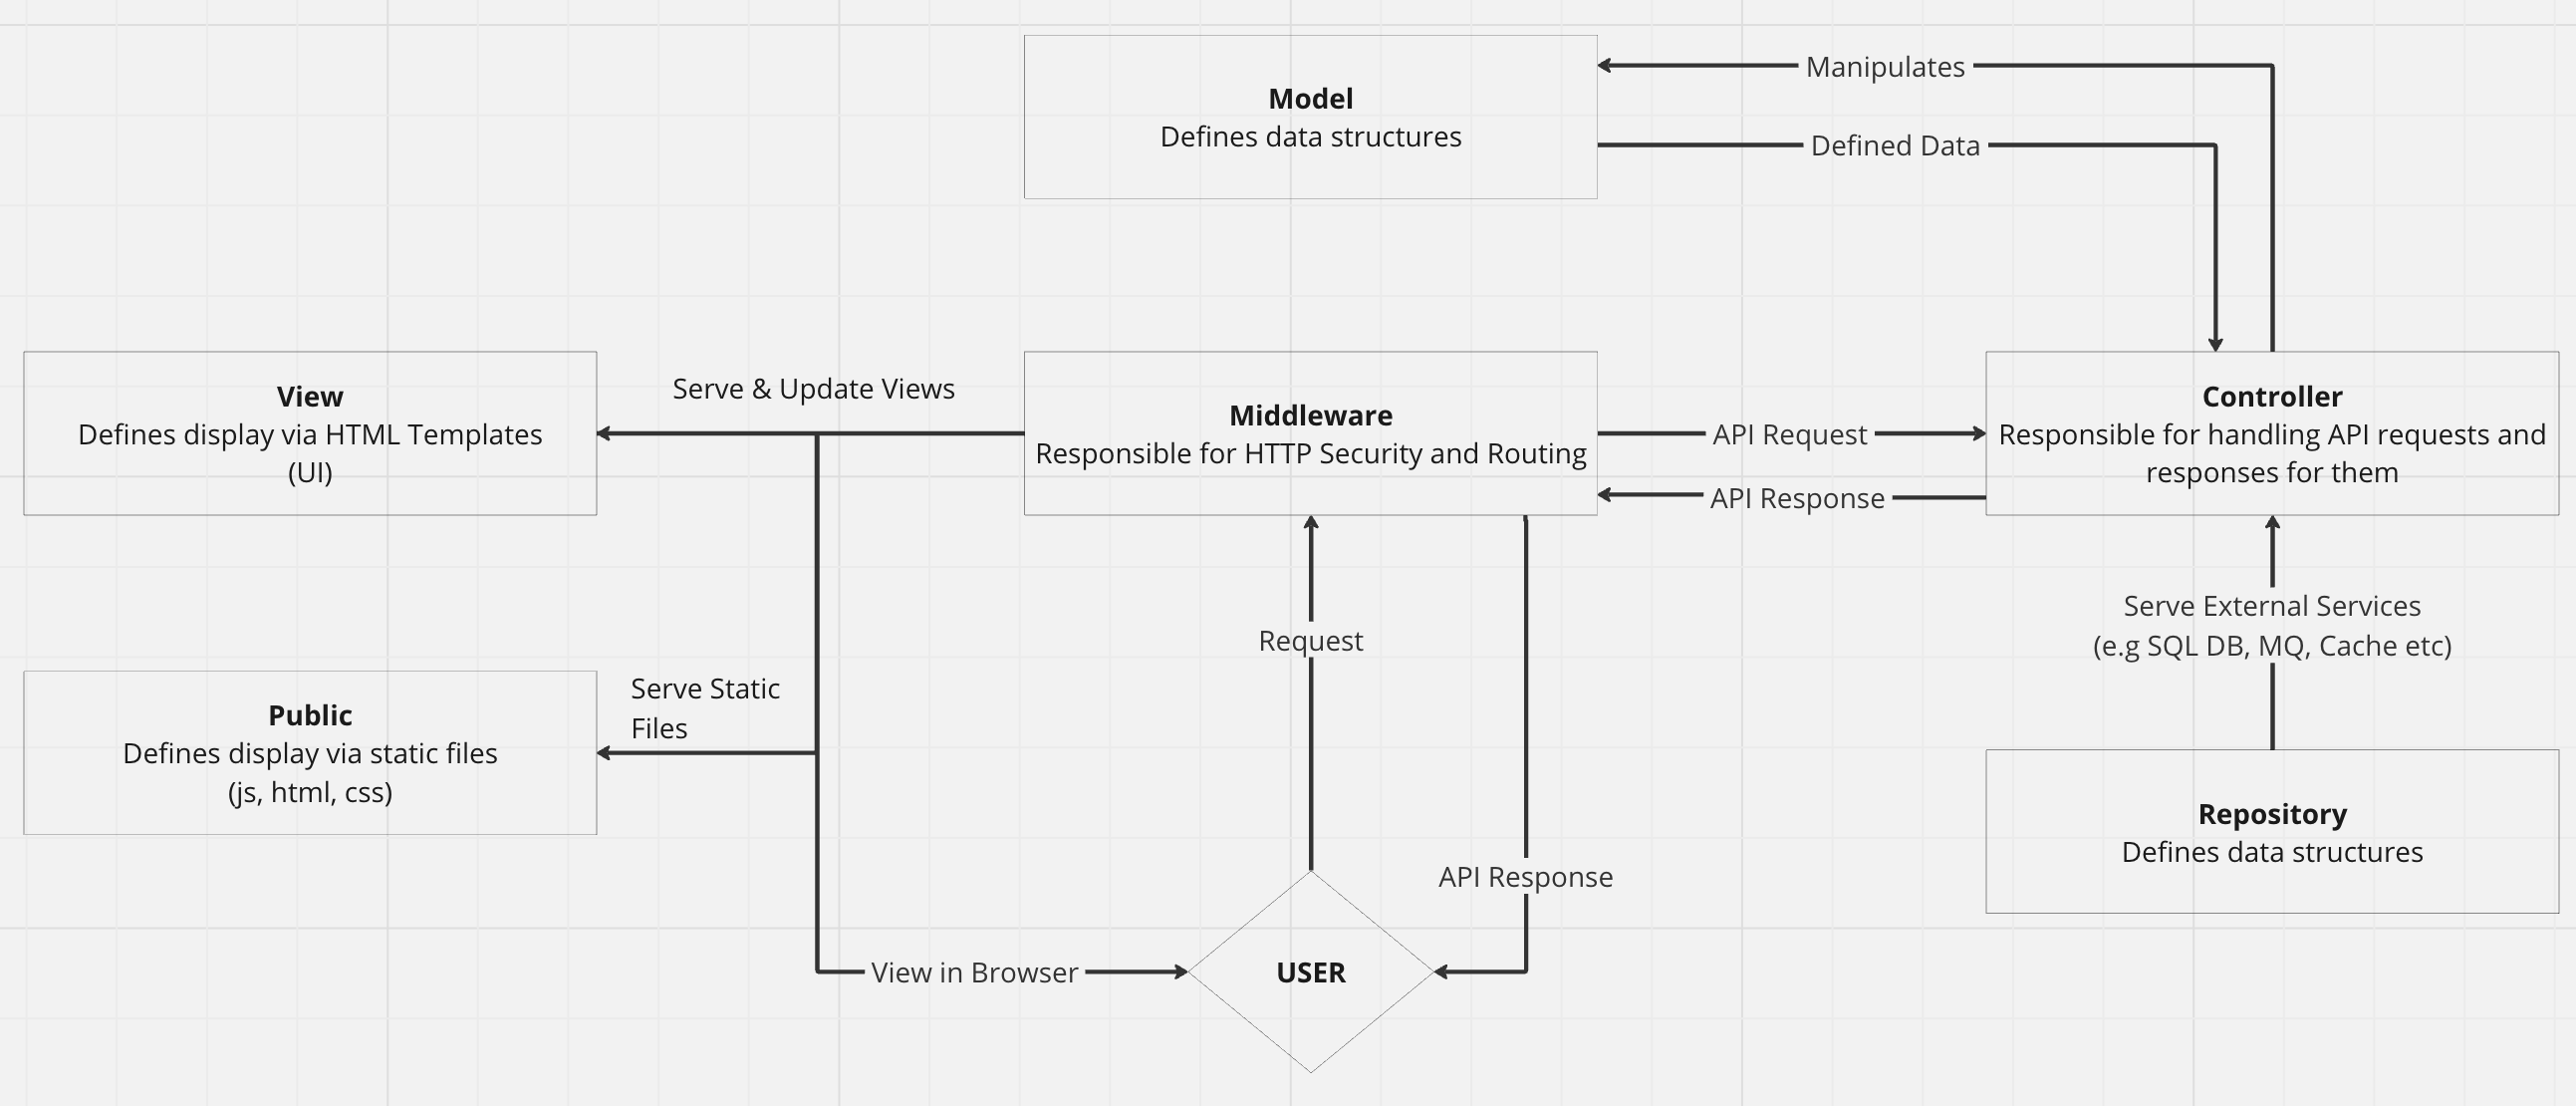 Model
Defines data structures
Manipulates
Defined Data
View
Defines display via HTML Templates
(UI)
Serve & Update Views
Middleware
Responsible for HTTP Security and Routing
API Request
API Response
Controller
Responsible for handling API requests and
responses for them
Request
Serve External Services
(e.g SQL DB, MQ, Cache etc)
Public
Defines display via static files
(js, html, css)
Serve Static
Files
Repository
Defines data structures
API Response
View in Browser
USER